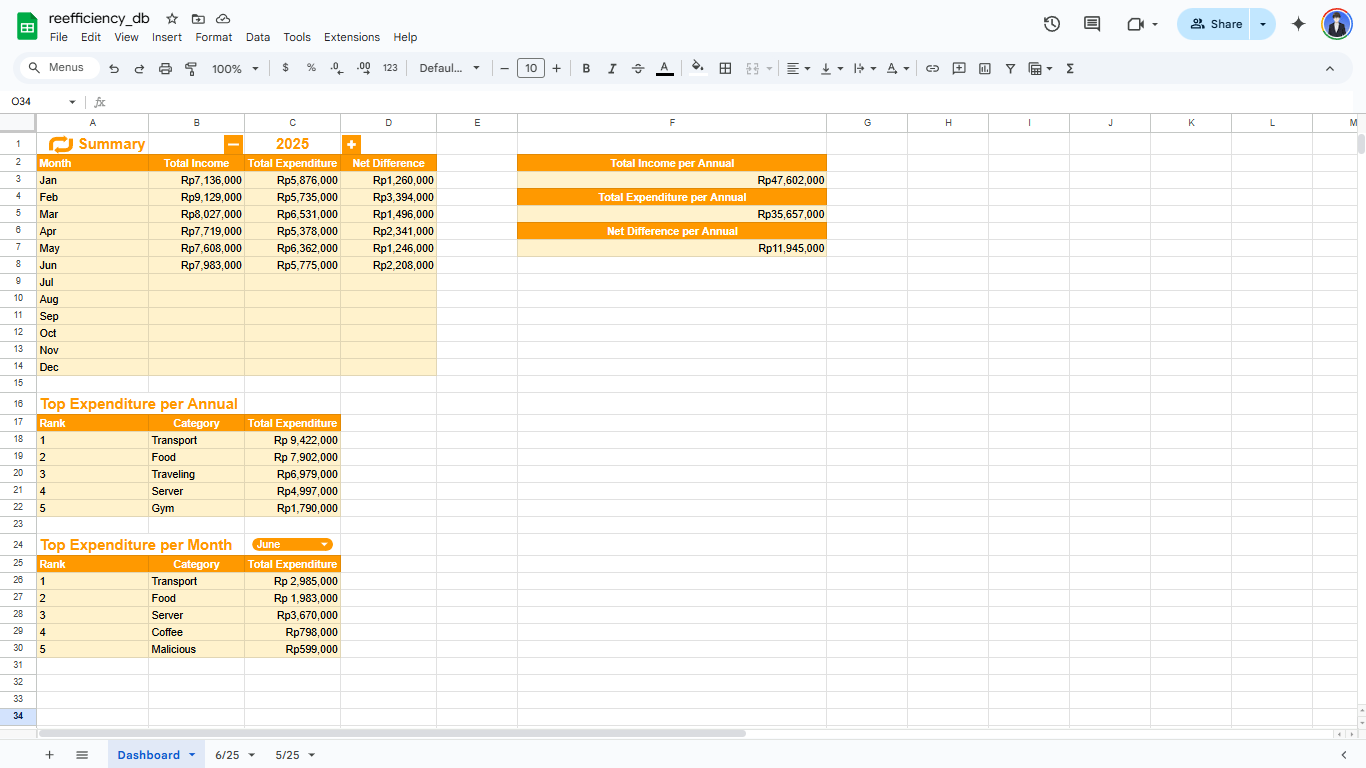 reefficiency_db
File Edit View Insert Format Data Tools Extensions Help
Share
Menus 100% $ % .0 .00 123 Defaul... 10 B I A
O34 fx
A B C D E F G H I J K L M
1 Summary 2025
2 Month Total Income Total Expenditure Net Difference Total Income per Annual
3 Jan Rp7,136,000 Rp5,876,000 Rp1,260,000 Rp47,602,000
4 Feb Rp9,129,000 Rp5,735,000 Rp3,394,000 Total Expenditure per Annual
5 Mar Rp8,027,000 Rp6,531,000 Rp1,496,000 Rp35,657,000
6 Apr Rp7,719,000 Rp5,378,000 Rp2,341,000 Net Difference per Annual
7 May Rp7,608,000 Rp6,362,000 Rp1,246,000 Rp11,945,000
8 Jun Rp7,983,000 Rp5,775,000 Rp2,208,000
9 Jul
10 Aug
11 Sep
12 Oct
13 Nov
14 Dec
15
16 Top Expenditure per Annual
17 Rank Category Total Expenditure
18 1 Transport Rp 9,422,000
19 2 Food Rp 7,902,000
20 3 Traveling Rp6,979,000
21 4 Server Rp4,997,000
22 5 Gym Rp1,790,000
23
24 Top Expenditure per Month June
25 Rank Category Total Expenditure
26 1 Transport Rp 2,985,000
27 2 Food Rp 1,983,000
28 3 Server Rp3,670,000
29 4 Coffee Rp798,000
30 5 Malicious Rp599,000
31
32
33
34
Dashboard 6/25 5/25